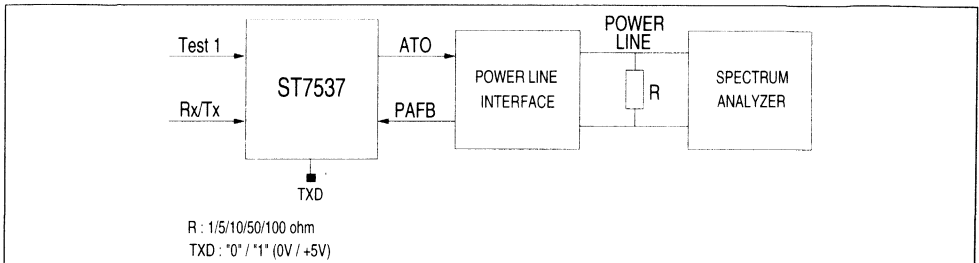 Test 1
Rx/Tx
ST7537
TXD
ATO
PAFB
POWER LINE
INTERFACE
POWER
LINE
R
SPECTRUM
ANALYZER
R : 1/5/10/50/100 ohm
TXD : "0" / "1" (0V / +5V)